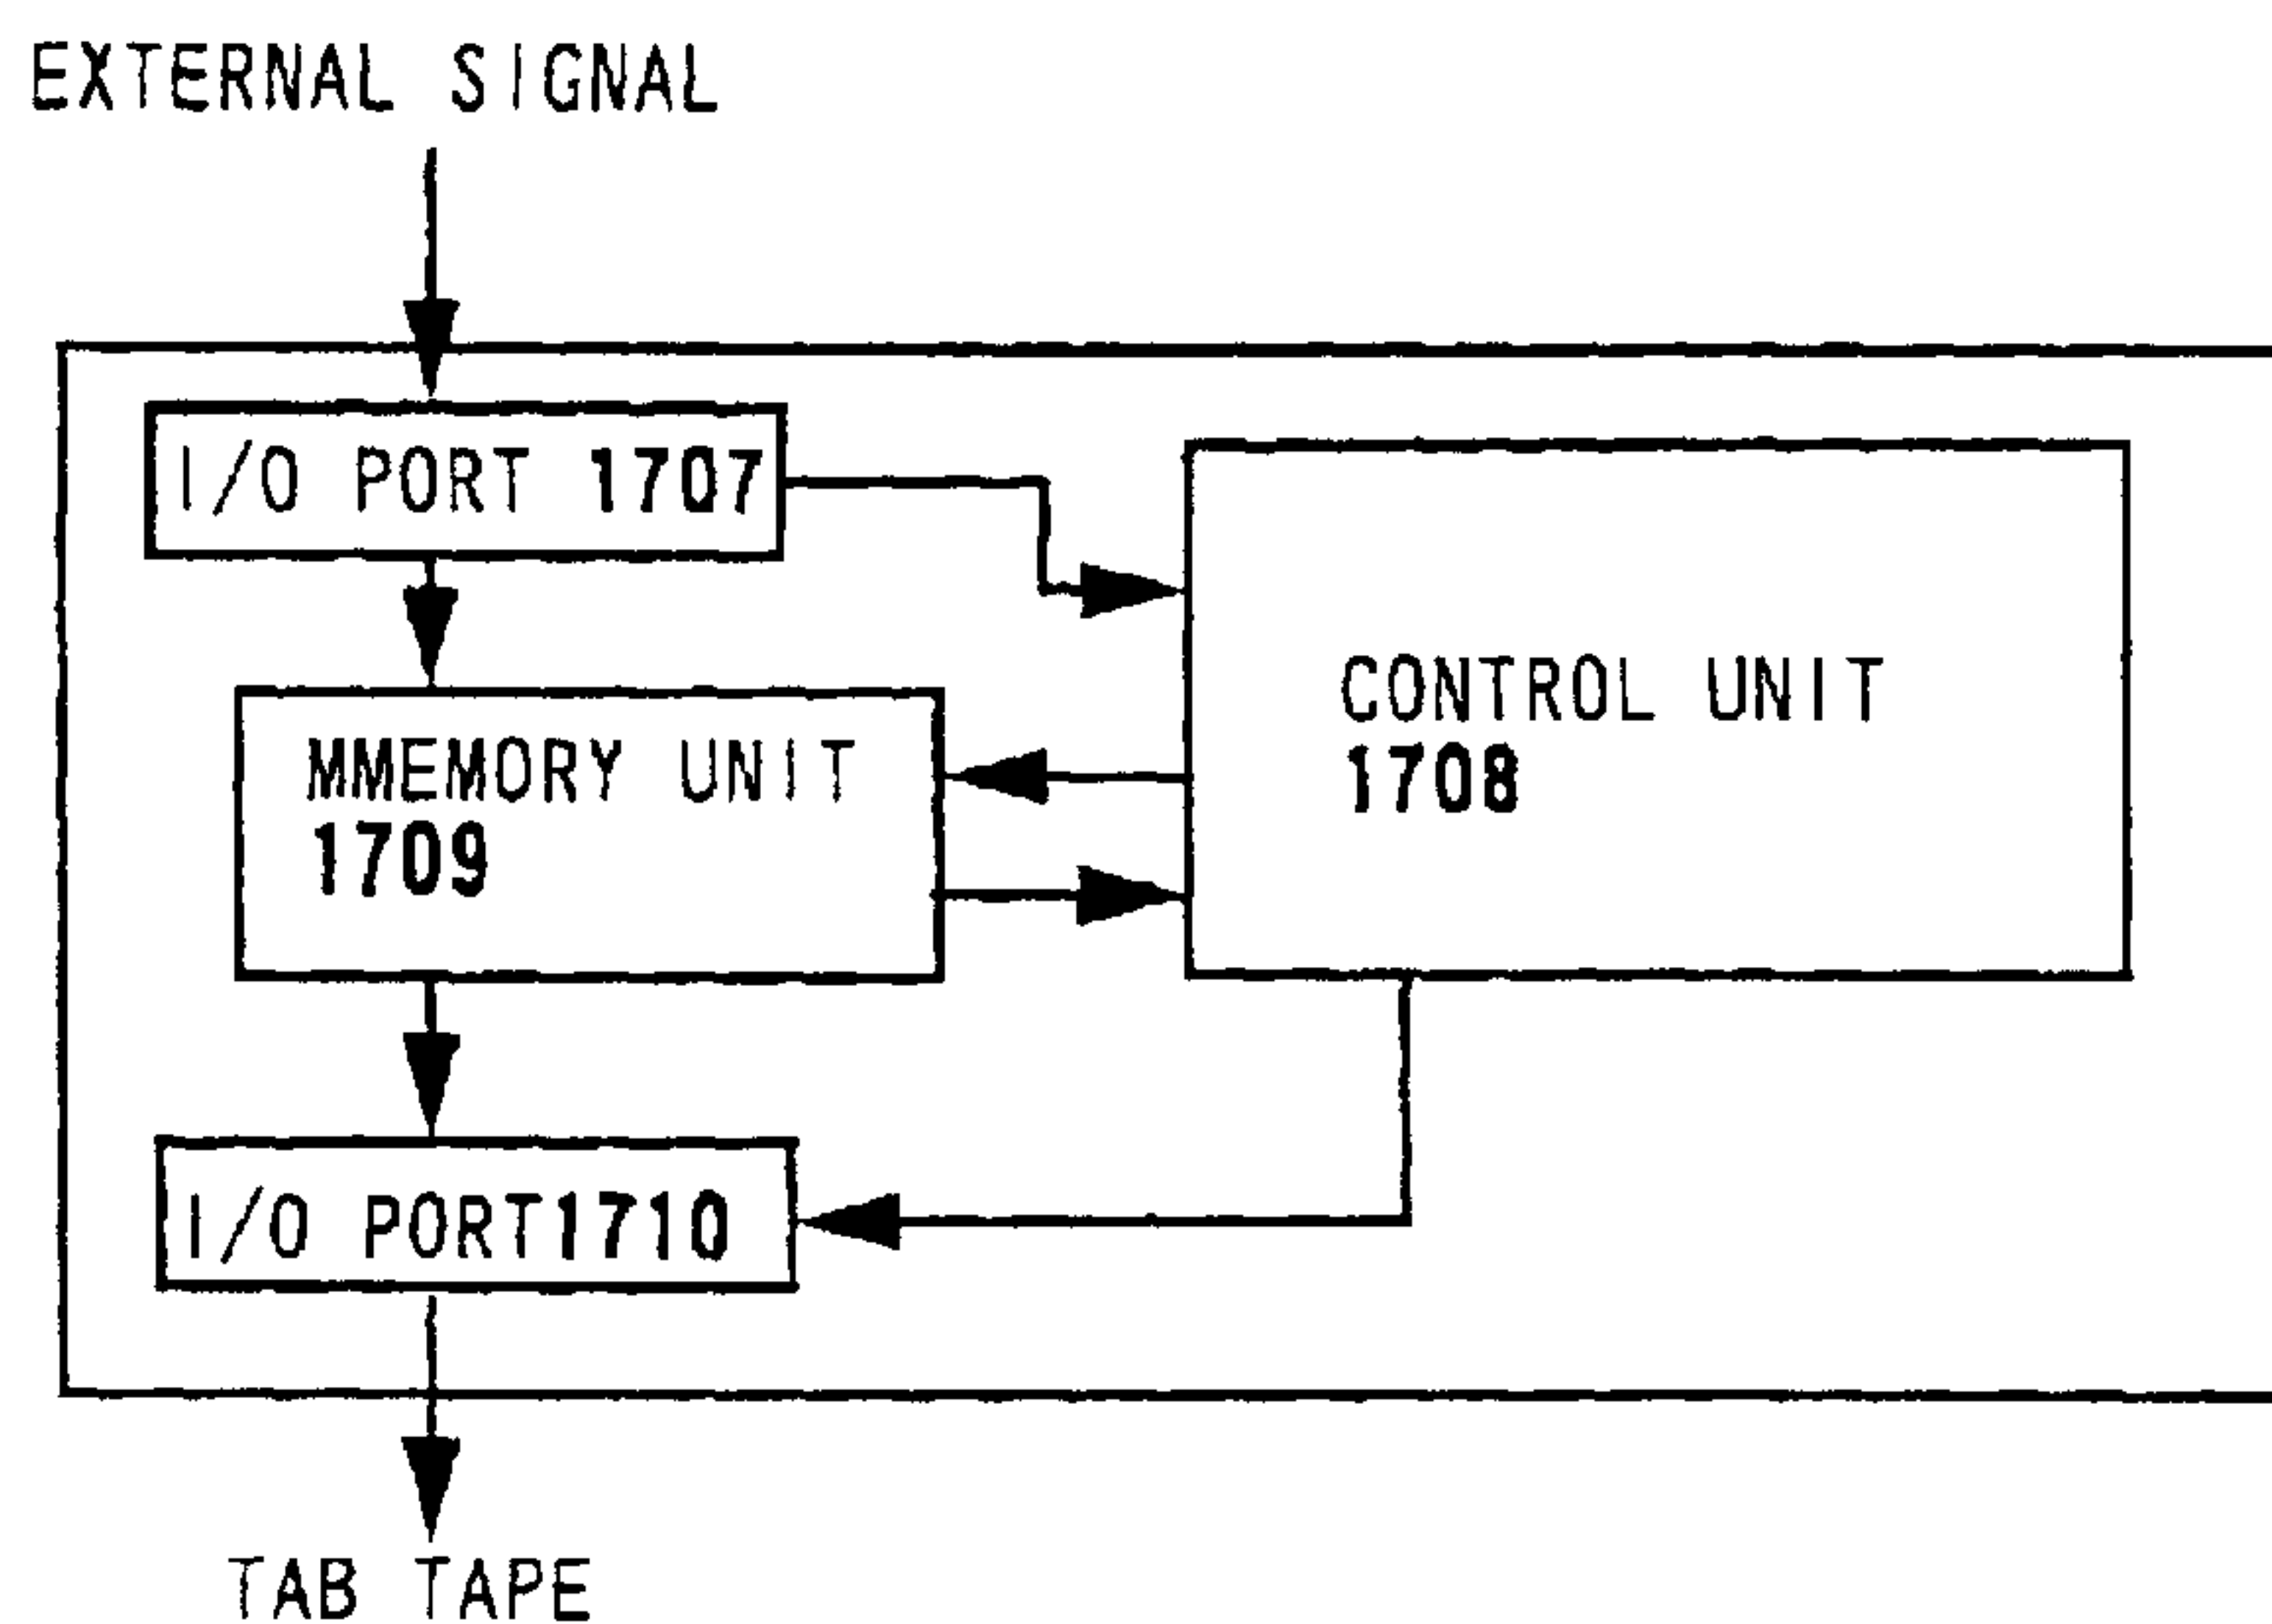 EXTERNAL SIGNAL
I/O PORT 1707
CONTROL UNIT
1708
MMEMORY UNIT
1709
I/O PORT1710
TAB TAPE